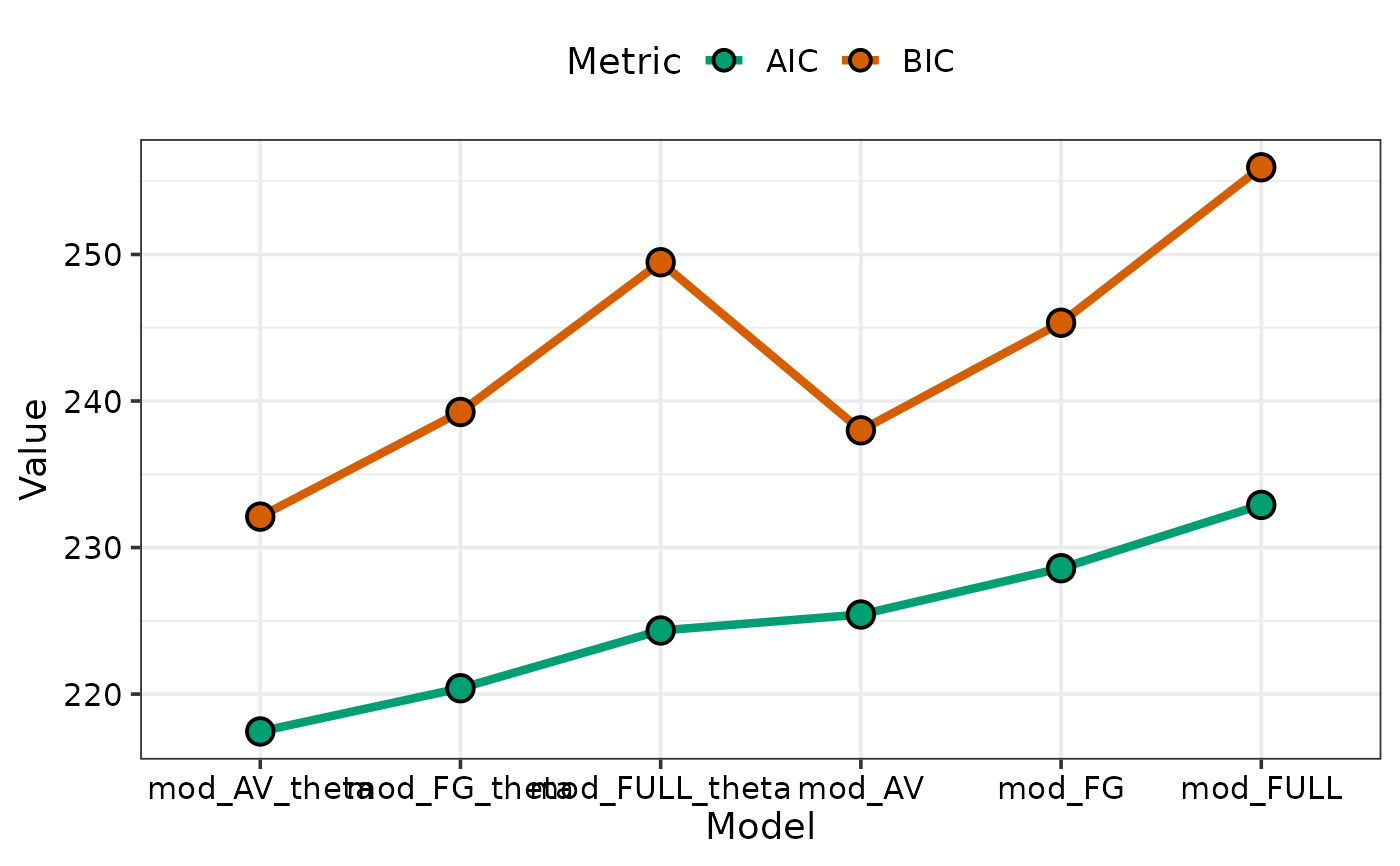 Metric AIC BIC
Value
250
240
230
220
mod_AV_theta mod_FG_theta mod_FULL_theta mod_AV mod_FG mod_FULL
Model